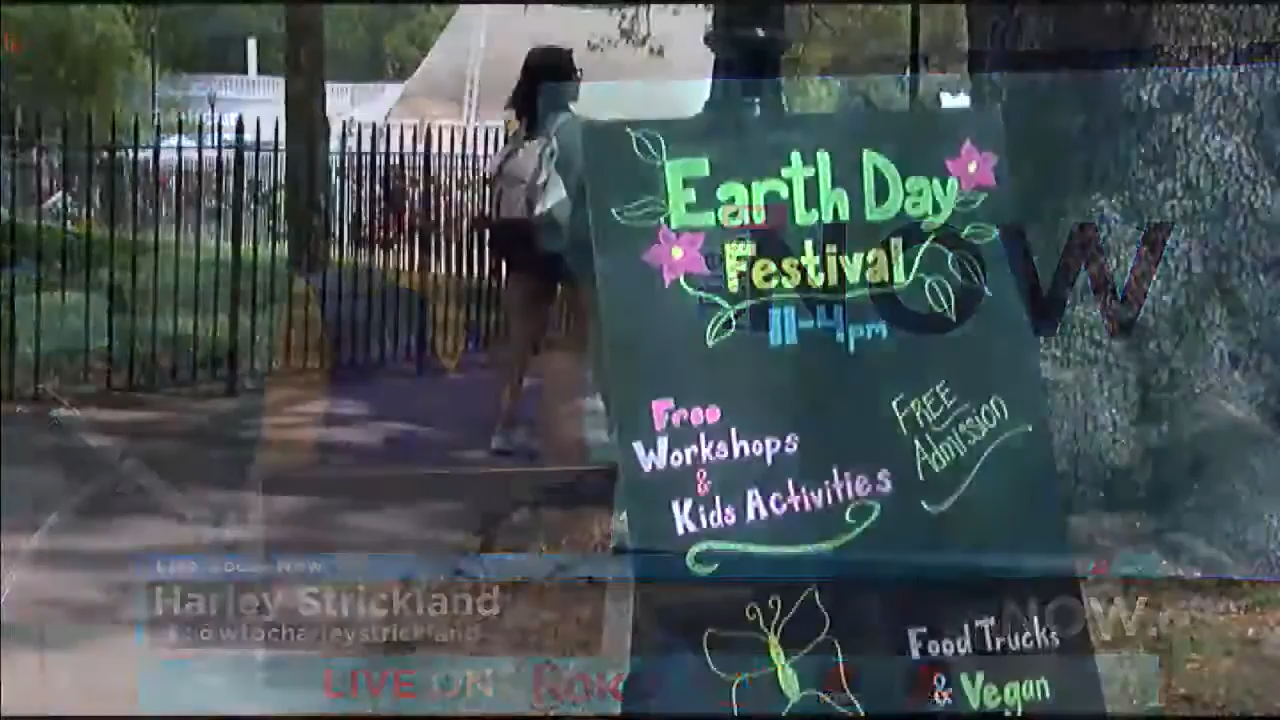 Earth Day
Festival
NOW
11-4pm
Free
Workshops
&
Kids Activities
FREE
Admission
Harley Strickland
NOW.
Food Trucks
& Vegan
LIVE ON